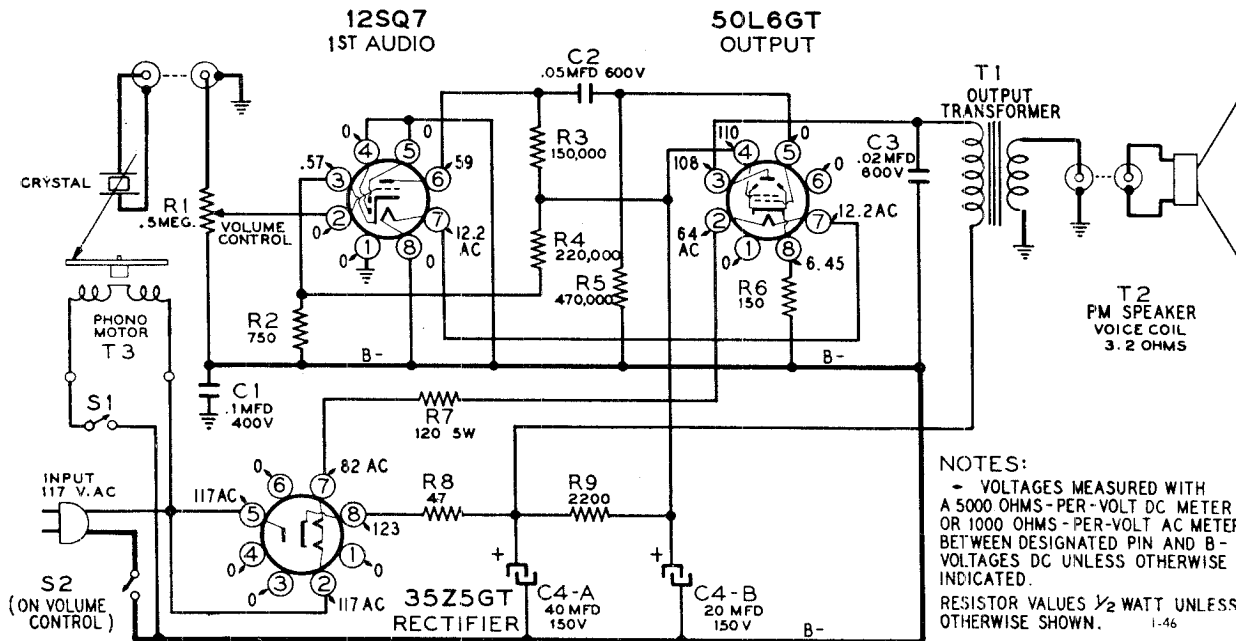 12SQ7
1ST AUDIO
50L6GT
OUTPUT
C2
.05MFD 600V
T1
OUTPUT
TRANSFORMER
CRYSTAL
R1
.5MEG.
VOLUME
CONTROL
0
4
5
0
.57
3
6
59
2
7
0
12.2
AC
1
8
0
0
R3
150,000
R4
220,000
R5
470,000
110
4
5
0
108
3
6
0
2
7
12.2AC
64
AC
1
8
0
6.45
R6
150
C3
.02MFD
600V
T2
PM SPEAKER
VOICE COIL
3.2 OHMS
PHONO
MOTOR
T3
R2
750
B-
B-
C1
.1MFD
400V
S1
R7
120 5W
INPUT
117 V.AC
S2
(ON VOLUME
CONTROL)
0
6
7
82 AC
117AC
5
8
123
4
1
0
0
3
2
0
117AC
35Z5GT
RECTIFIER
R8
47
R9
2200
+
C4-A
40 MFD
150V
+
C4-B
20 MFD
150V
B-
NOTES:
- VOLTAGES MEASURED WITH
A 5000 OHMS-PER-VOLT DC METER
OR 1000 OHMS-PER-VOLT AC METER
BETWEEN DESIGNATED PIN AND B-
VOLTAGES DC UNLESS OTHERWISE
INDICATED.
RESISTOR VALUES 1/2 WATT UNLESS
OTHERWISE SHOWN.
1-46